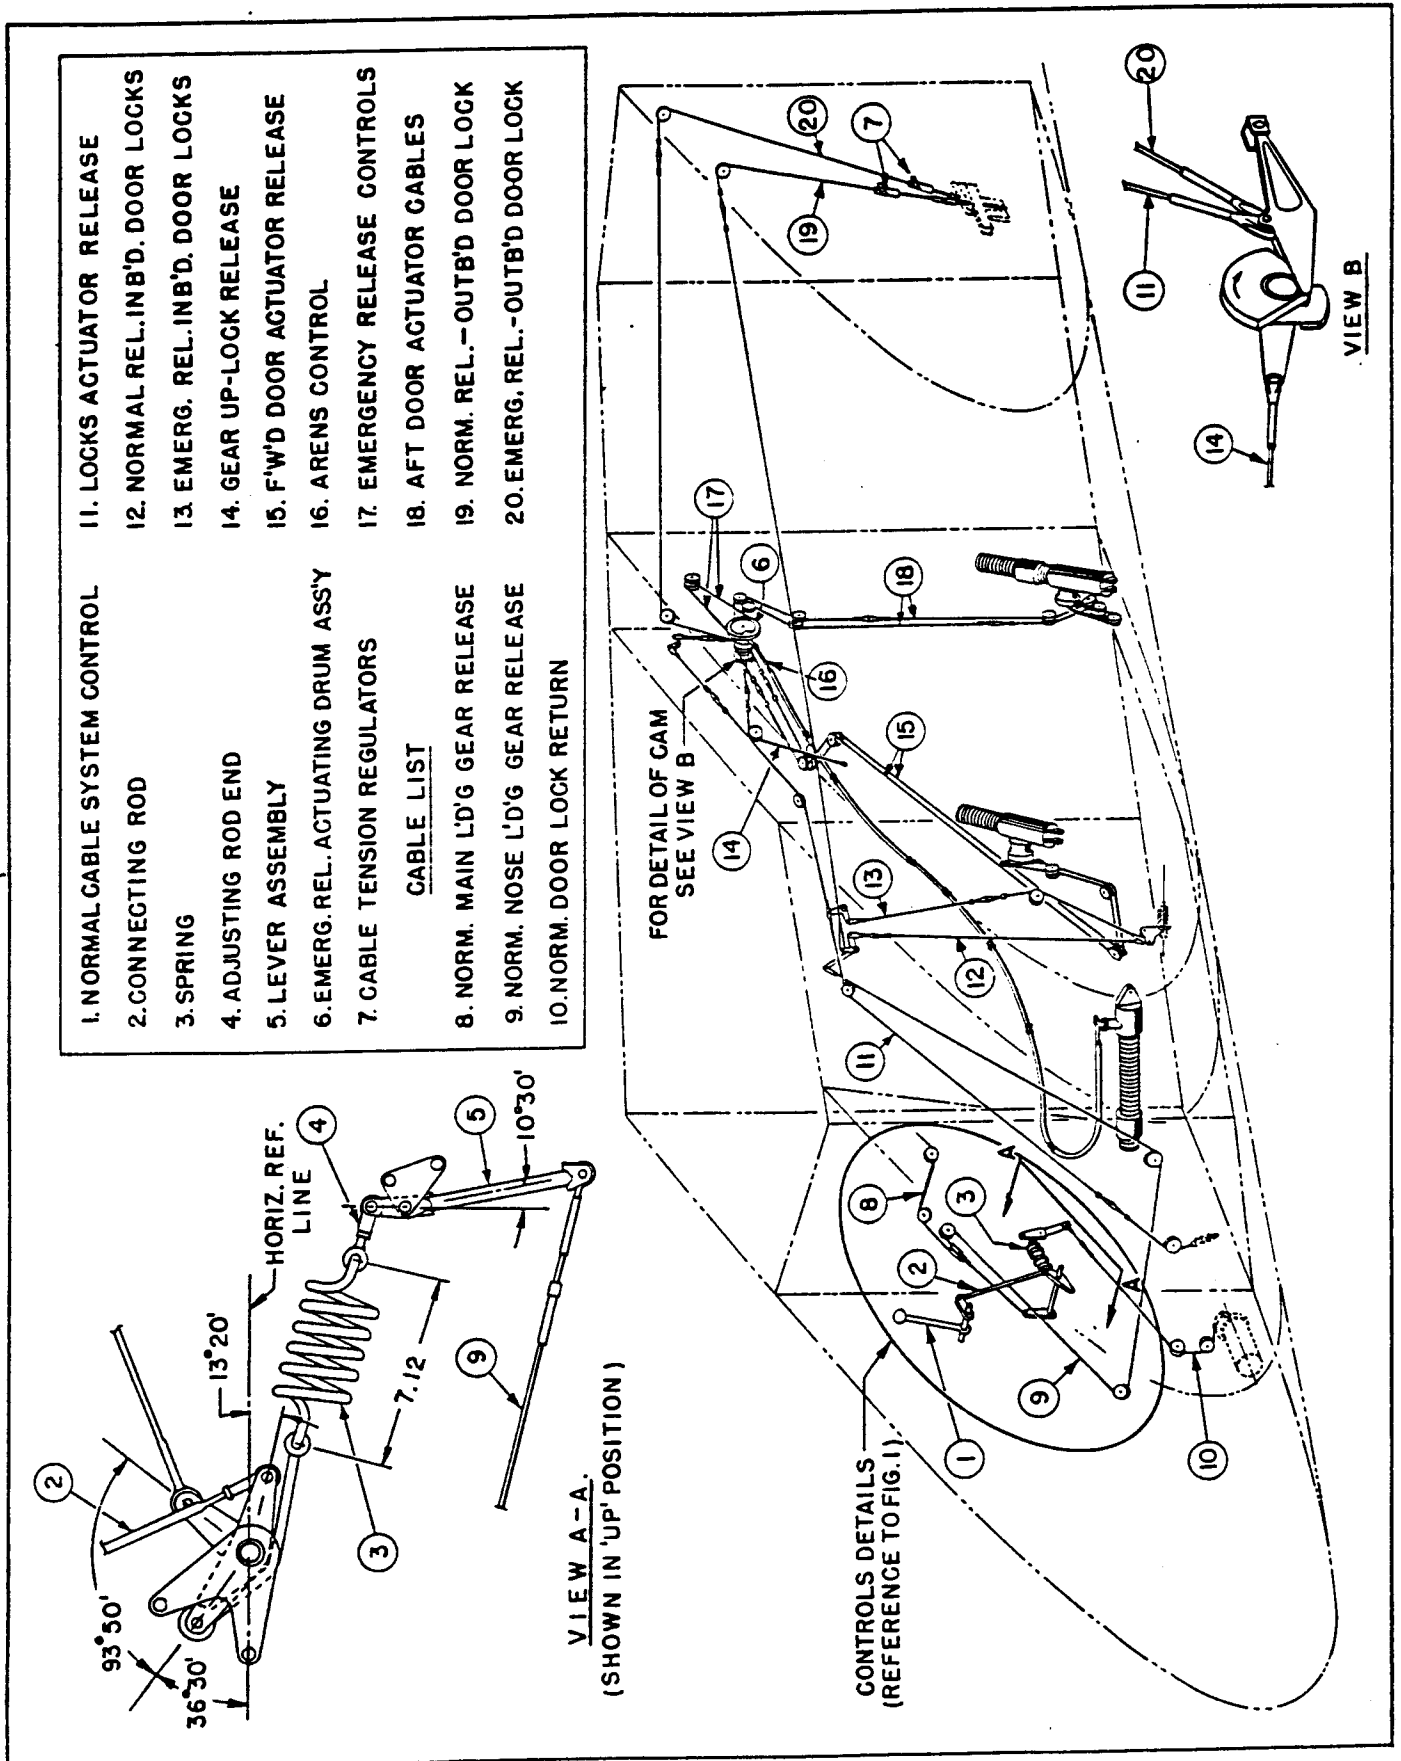 1. NORMAL CABLE SYSTEM CONTROL
2. CONNECTING ROD
3. SPRING
4. ADJUSTING ROD END
5. LEVER ASSEMBLY
6. EMERG. REL. ACTUATING DRUM ASS'Y
7. CABLE TENSION REGULATORS
CABLE LIST
8. NORM. MAIN L'D'G GEAR RELEASE
9. NORM. NOSE L'D'G GEAR RELEASE
10. NORM. DOOR LOCK RETURN
11. LOCKS ACTUATOR RELEASE
12. NORMAL REL. INB'D. DOOR LOCKS
13. EMERG. REL. INB'D. DOOR LOCKS
14. GEAR UP-LOCK RELEASE
15. F'W'D DOOR ACTUATOR RELEASE
16. ARENS CONTROL
17. EMERGENCY RELEASE CONTROLS
18. AFT DOOR ACTUATOR CABLES
19. NORM. REL.-OUTB'D DOOR LOCK
20. EMERG. REL.-OUTB'D DOOR LOCK
93°50'
36°30'
2
13°20'
HORIZ. REF.
LINE
4
5
10°30'
7.12
3
9
VIEW A-A.
(SHOWN IN 'UP' POSITION)
FOR DETAIL OF CAM
SEE VIEW B
CONTROLS DETAILS
(REFERENCE TO FIG. 1)
1
2
3
8
9
10
A
A
11
12
13
14
15
16
6
17
18
19
20
7
14
11
20
VIEW B